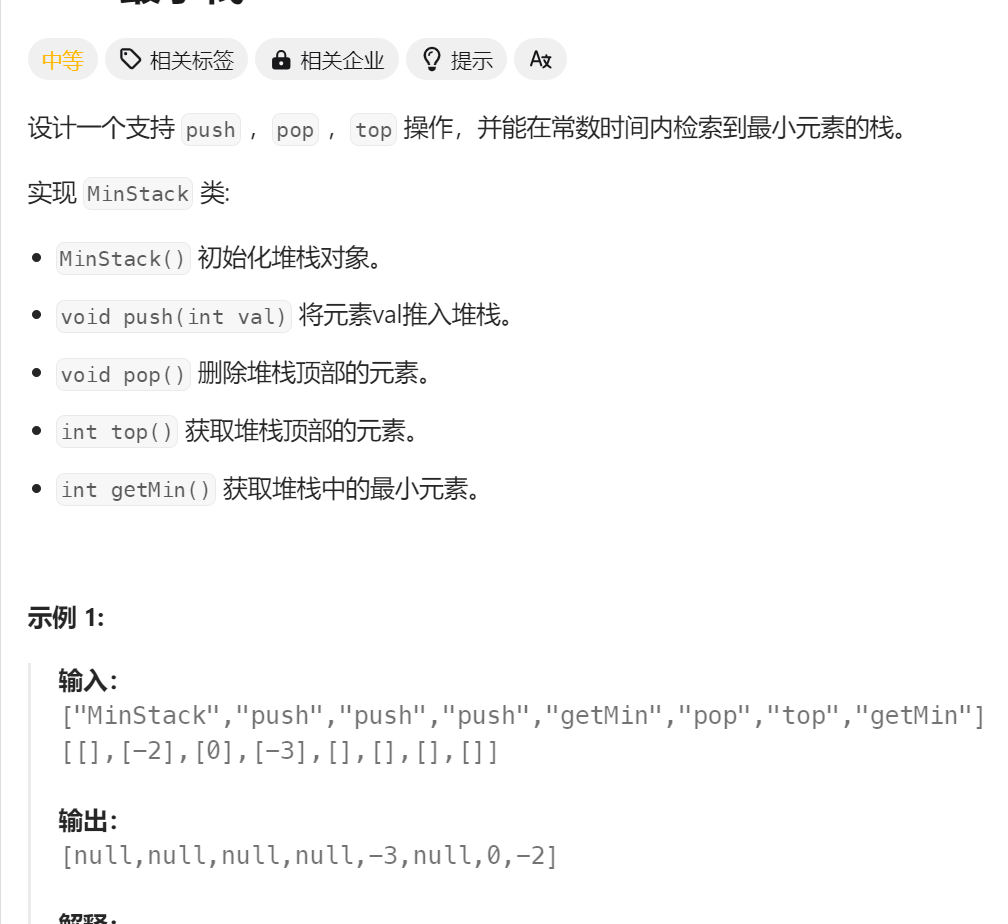 中等 相关标签 相关企业 提示
设计一个支持 push ，pop ，top 操作，并能在常数时间内检索到最小元素的栈。
实现 MinStack 类:
MinStack() 初始化堆栈对象。
void push(int val) 将元素val推入堆栈。
void pop() 删除堆栈顶部的元素。
int top() 获取堆栈顶部的元素。
int getMin() 获取堆栈中的最小元素。
示例 1:
输入：
["MinStack","push","push","push","getMin","pop","top","getMin"]
[[],[-2],[0],[-3],[],[],[],[]]
输出：
[null,null,null,null,-3,null,0,-2]